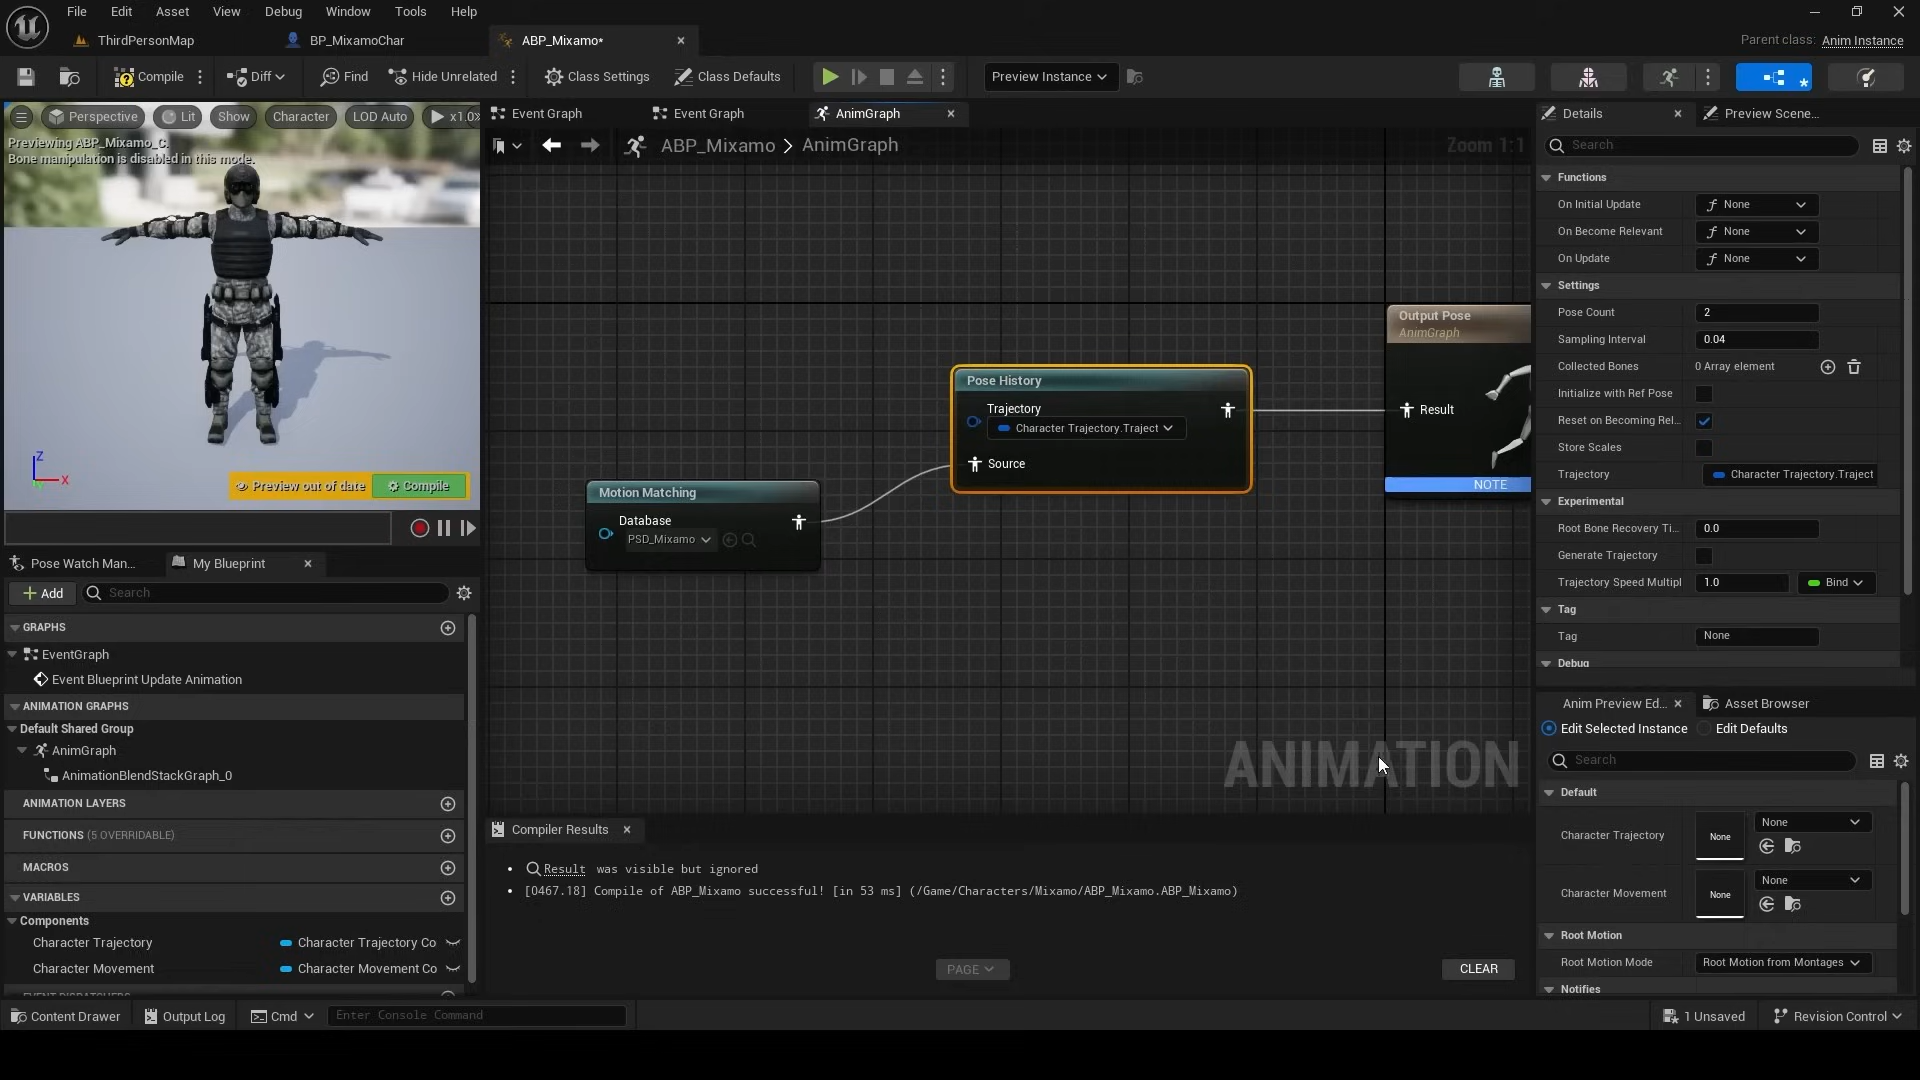 File Edit Asset View Debug Window Tools Help
ThirdPersonMap BP_MixamoChar ABP_Mixamo*
Parent class: Anim Instance
Compile Diff Find Hide Unrelated Class Settings Class Defaults Preview Instance
Perspective Lit Show Character LOD Auto x1.0
Previewing ABP_Mixamo_C.
Bone manipulation is disabled in this mode.
Z
X
Preview out of date Compile
Pose Watch Man... My Blueprint
Add Search
GRAPHS
EventGraph
Event Blueprint Update Animation
ANIMATION GRAPHS
Default Shared Group
AnimGraph
AnimationBlendStackGraph_0
ANIMATION LAYERS
FUNCTIONS (5 OVERRIDABLE)
MACROS
VARIABLES
Components
Character Trajectory Character Trajectory Co
Character Movement Character Movement Co
EVENT DISPATCHERS
Event Graph Event Graph AnimGraph
ABP_Mixamo > AnimGraph
Zoom 1:1
Output Pose
AnimGraph
Result
NOTE
Pose History
Trajectory
Character Trajectory.Traject
Source
Motion Matching
Database
PSD_Mixamo
ANIMATION
Compiler Results
Result was visible but ignored
[0467.18] Compile of ABP_Mixamo successful! [in 53 ms] (/Game/Characters/Mixamo/ABP_Mixamo.ABP_Mixamo)
PAGE CLEAR
Details Preview Scene...
Search
Functions
On Initial Update None
On Become Relevant None
On Update None
Settings
Pose Count 2
Sampling Interval 0.04
Collected Bones 0 Array element
Initialize with Ref Pose
Reset on Becoming Rel...
Store Scales
Trajectory Character Trajectory.Traject
Experimental
Root Bone Recovery Ti... 0.0
Generate Trajectory
Trajectory Speed Multipl 1.0 Bind
Tag
Tag None
Debug
Anim Preview Ed... Asset Browser
Edit Selected Instance Edit Defaults
Search
Default
Character Trajectory None None
Character Movement None None
Root Motion
Root Motion Mode Root Motion from Montages
Notifies
Content Drawer Output Log Cmd Enter Console Command 1 Unsaved Revision Control